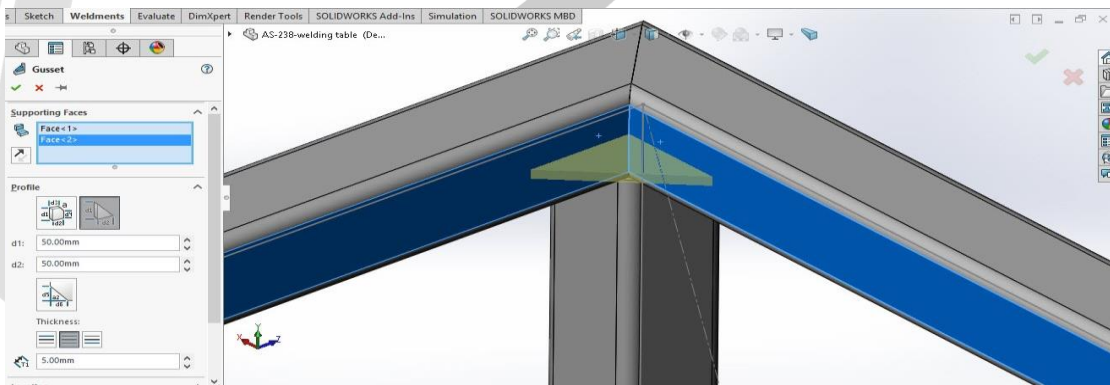 s Sketch Weldments Evaluate DimXpert Render Tools SOLIDWORKS Add-Ins Simulation SOLIDWORKS MBD
AS-238-welding table (De...
Gusset
Supporting Faces
Face<1>
Face<2>
Profile
d1: 50.00mm
d2: 50.00mm
Thickness:
5.00mm
Y
X
Z